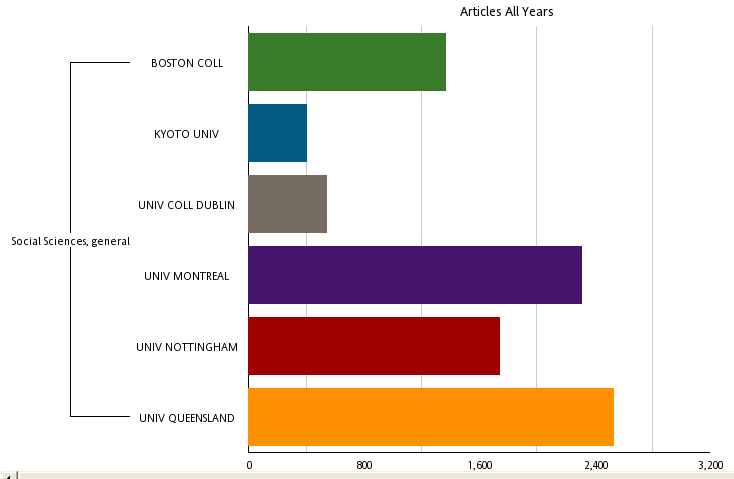 Articles All Years
BOSTON COLL
KYOTO UNIV
UNIV COLL DUBLIN
Social Sciences, general
UNIV MONTREAL
UNIV NOTTINGHAM
UNIV QUEENSLAND
0 800 1,600 2,400 3,200